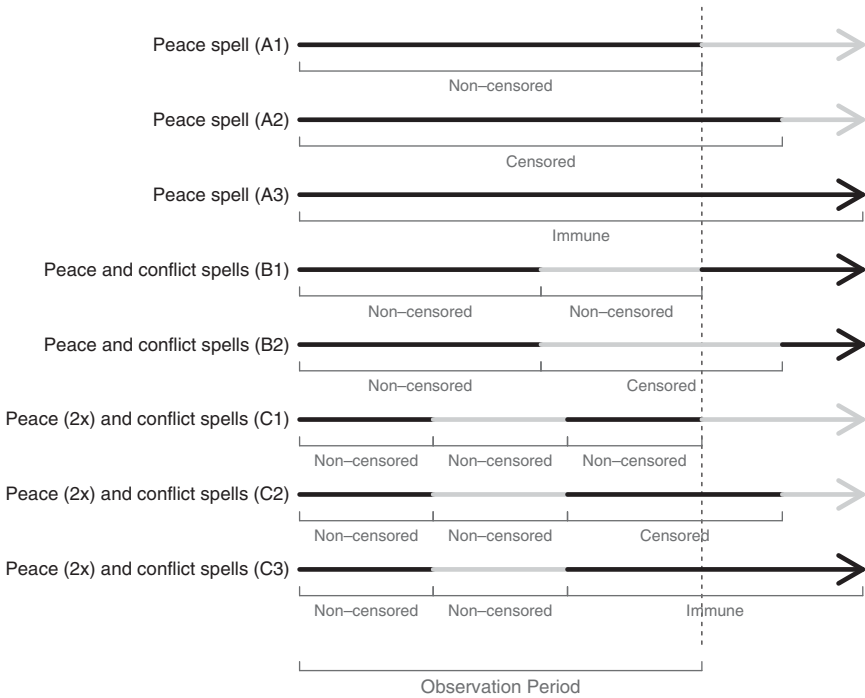 Peace spell (A1)
Non–censored
Peace spell (A2)
Censored
Peace spell (A3)
Immune
Peace and conflict spells (B1)
Non–censored Non–censored
Peace and conflict spells (B2)
Non–censored Censored
Peace (2x) and conflict spells (C1)
Non–censored Non–censored Non–censored
Peace (2x) and conflict spells (C2)
Non–censored Non–censored Censored
Peace (2x) and conflict spells (C3)
Non–censored Non–censored Immune
Observation Period